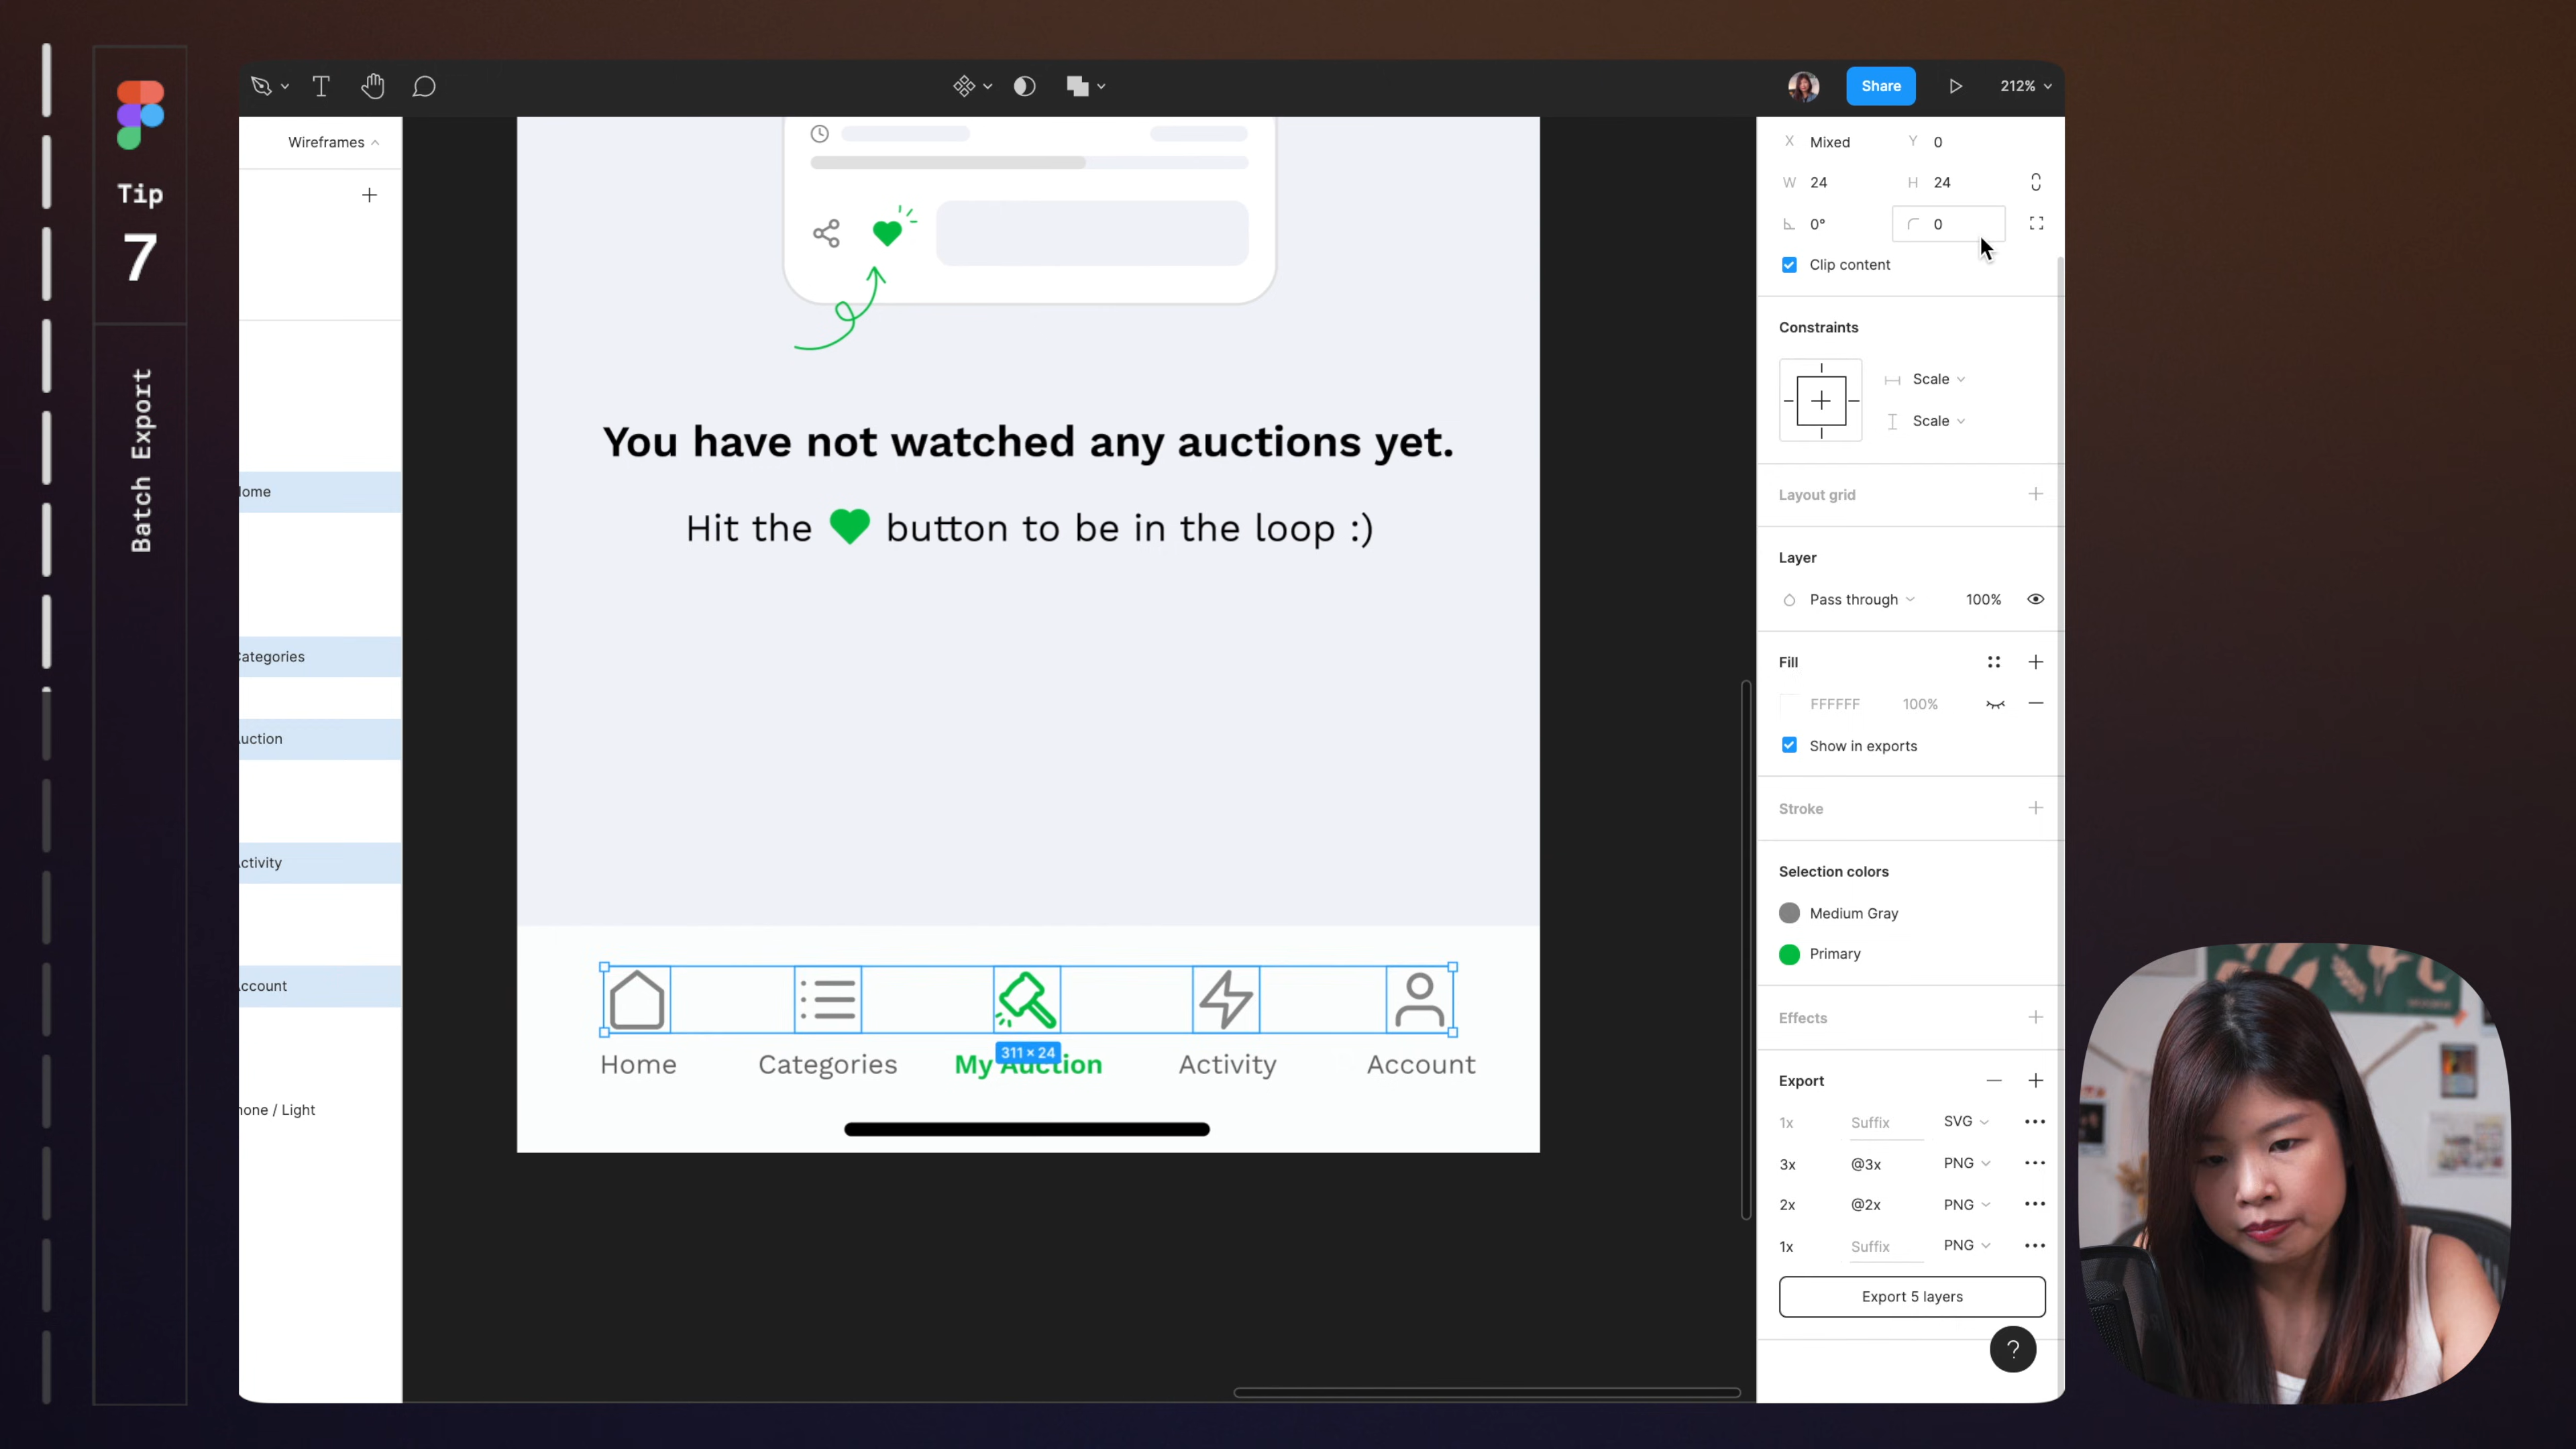 Tip
7
Batch Export
Share
212%
Wireframes
ome
ategories
uction
ctivity
ccount
one / Light
You have not watched any auctions yet.
Hit the button to be in the loop :)
311 × 24
Home
Categories
My Auction
Activity
Account
X Mixed Y 0
W 24 H 24
0° 0
Clip content
Constraints
Scale
Scale
Layout grid
Layer
Pass through 100%
Fill
FFFFFF 100%
Show in exports
Stroke
Selection colors
Medium Gray
Primary
Effects
Export
1x Suffix SVG
3x @3x PNG
2x @2x PNG
1x Suffix PNG
Export 5 layers
?